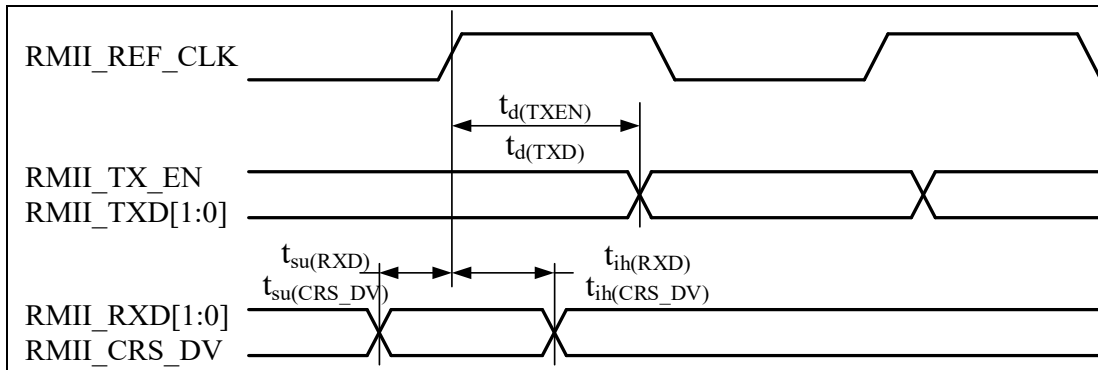 RMII_REF_CLK
t_d(TXEN)
t_d(TXD)
RMII_TX_EN
RMII_TXD[1:0]
t_su(RXD) t_ih(RXD)
t_su(CRS_DV) t_ih(CRS_DV)
RMII_RXD[1:0]
RMII_CRS_DV